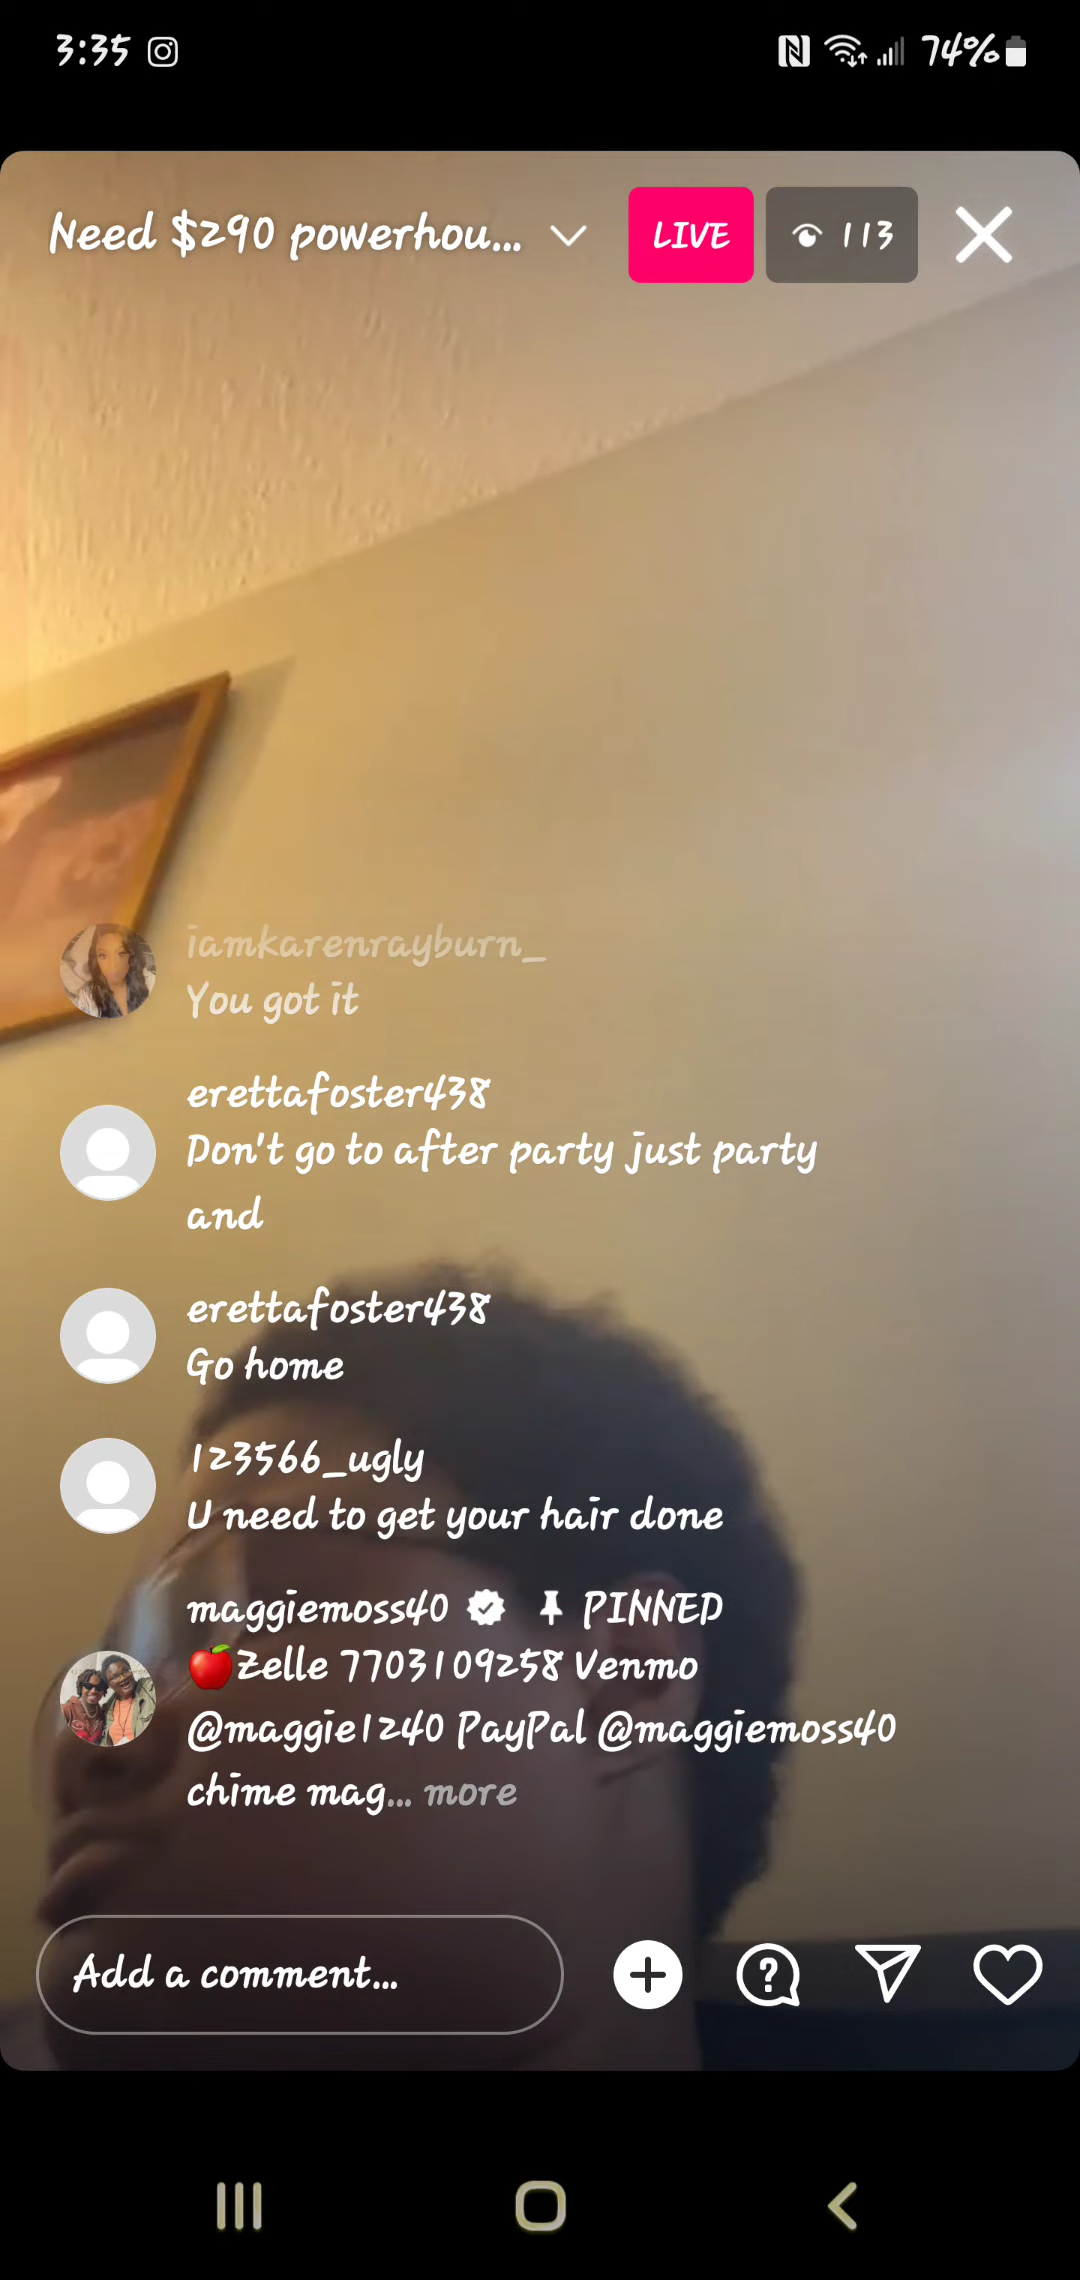 3:35 74%
Need $290 powerhou... LIVE 113
iamkarenrayburn_
You got it
erettafoster438
Don't go to after party just party
and
erettafoster438
Go home
123566_ugly
U need to get your hair done
maggiemoss40 PINNED
🍎Zelle 7703109258 Venmo
@maggie1240 PayPal @maggiemoss40
chime mag... more
Add a comment...